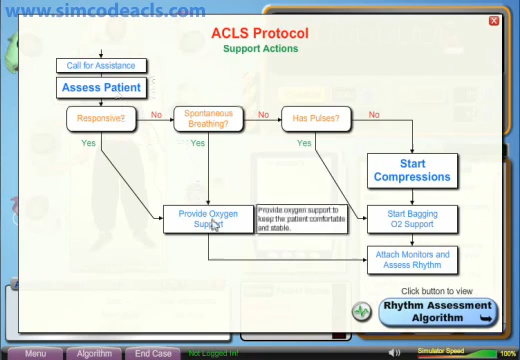 www.simcodeacls.com
ACLS Protocol
Support Actions
Call for Assistance
Assess Patient
Responsive?
No
Spontaneous
Breathing?
No
Has Pulses?
No
Yes
Yes
Yes
Start
Compressions
Provide Oxygen
Support
Provide oxygen support to
keep the patient comfortable
and stable.
Start Bagging
O2 Support
Attach Monitors and
Assess Rhythm
Click button to view
Rhythm Assessment
Algorithm
Menu
Algorithm
End Case
Not Logged In!
Simulator Speed
100%